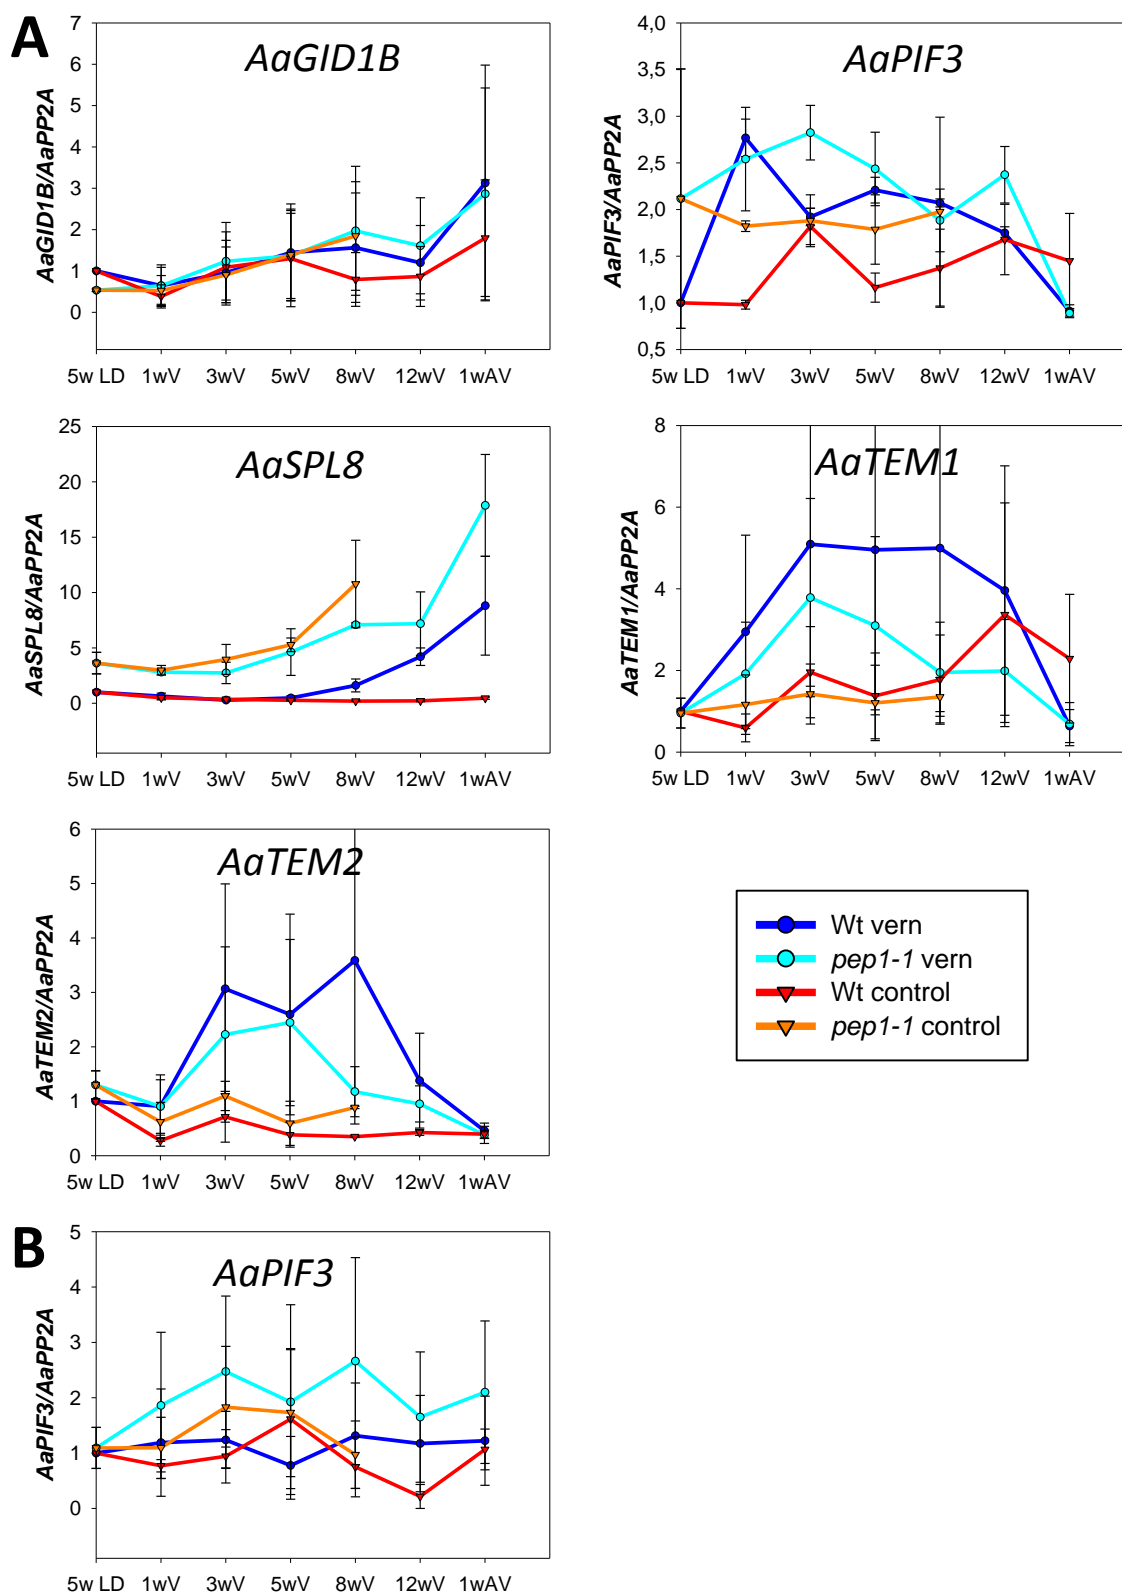 A
AaGID1B
AaGID1B/AaPP2A
7
6
5
4
3
2
1
0
5w LD 1wV 3wV 5wV 8wV 12wV 1wAV
AaPIF3
AaPIF3/AaPP2A
4,0
3,5
3,0
2,5
2,0
1,5
1,0
0,5
5w LD 1wV 3wV 5wV 8wV 12wV 1wAV
AaSPL8
AaSPL8/AaPP2A
25
20
15
10
5
0
5w LD 1wV 3wV 5wV 8wV 12wV 1wAV
AaTEM1
AaTEM1/AaPP2A
8
6
4
2
0
5w LD 1wV 3wV 5wV 8wV 12wV 1wAV
AaTEM2
AaTEM2/AaPP2A
6
5
4
3
2
1
0
5w LD 1wV 3wV 5wV 8wV 12wV 1wAV
Wt vern
pep1-1 vern
Wt control
pep1-1 control
B
AaPIF3
AaPIF3/AaPP2A
5
4
3
2
1
0
5w LD 1wV 3wV 5wV 8wV 12wV 1wAV